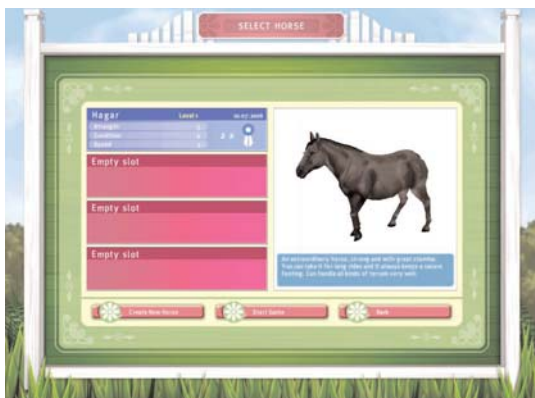 SELECT HORSE
Hagar Level 1
Strength
Condition
Speed
Empty slot
Empty slot
Empty slot
An extraordinary horse, strong and with great stamina.
You can take it for long rides and it always keeps a secure
footing. Can handle all kinds of terrain very well.
Create New Horse
Start Game
Back